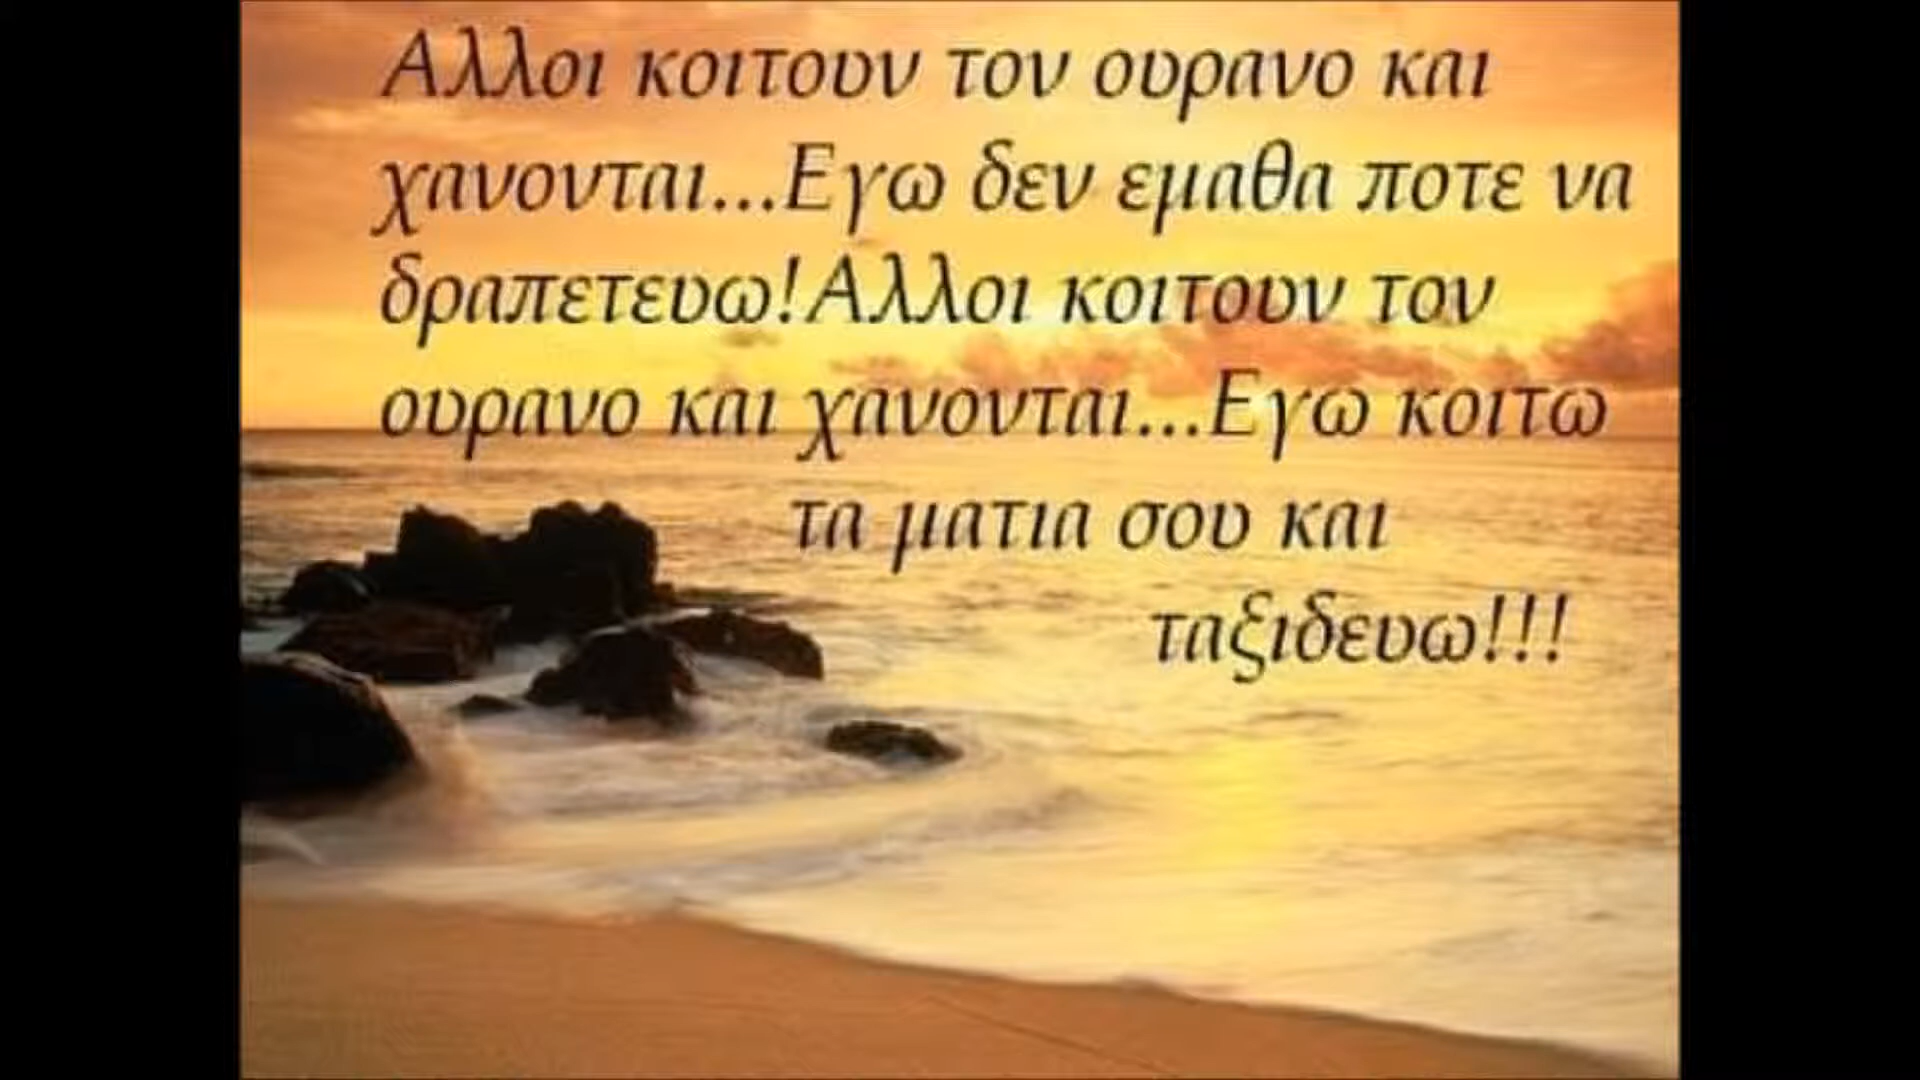 Αλλοι κοιτουν τον ουρανο και
χανονται...Εγω δεν εμαθα ποτε να
δραπετευω!Αλλοι κοιτουν τον
ουρανο και χανονται...Εγω κοιτω
τα ματια σου και
ταξιδευω!!!